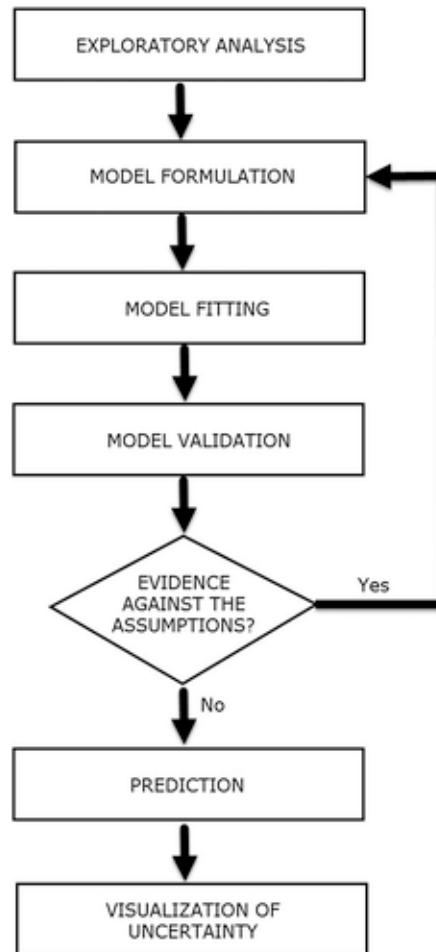 EXPLORATORY ANALYSIS
MODEL FORMULATION
MODEL FITTING
MODEL VALIDATION
EVIDENCE
AGAINST THE
ASSUMPTIONS?
Yes
No
PREDICTION
VISUALIZATION OF
UNCERTAINTY